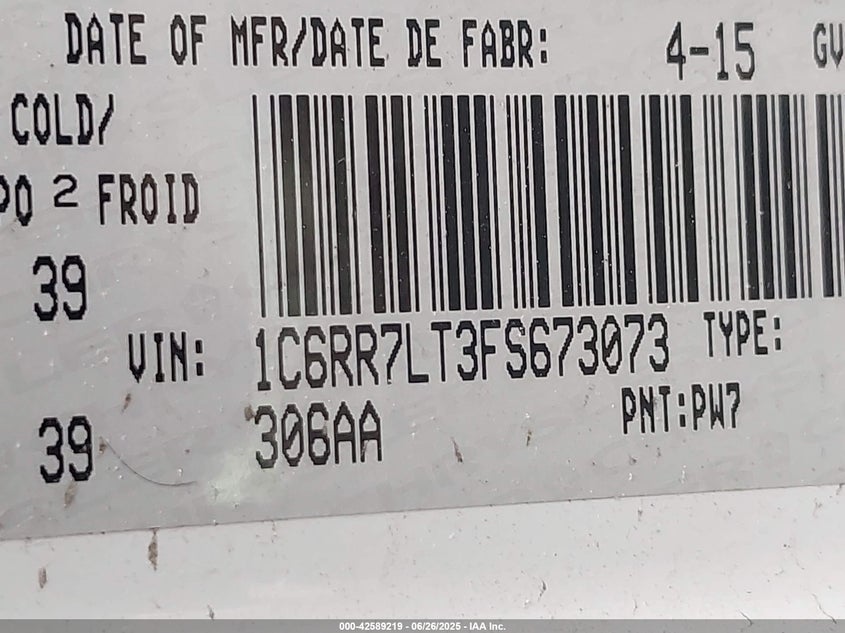 DATE OF MFR/DATE DE FABR: 4-15 GV
COLD/
PO 2 FROID
39
VIN: 1C6RR7LT3FS673073 TYPE:
39 306AA PNT:PW7
000-42589219 - 06/26/2025 - IAA Inc.